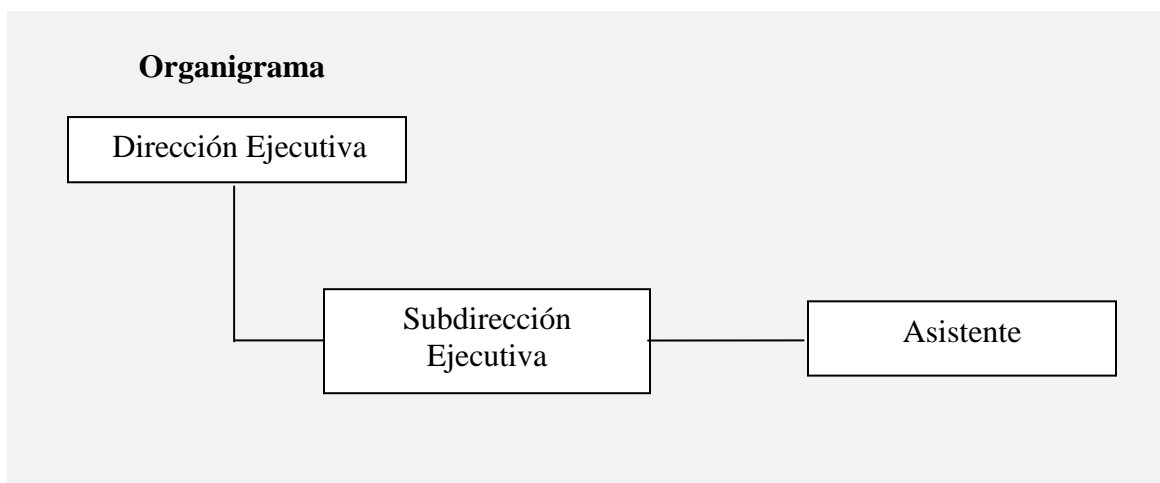 Organigrama
Dirección Ejecutiva
Subdirección
Ejecutiva
Asistente